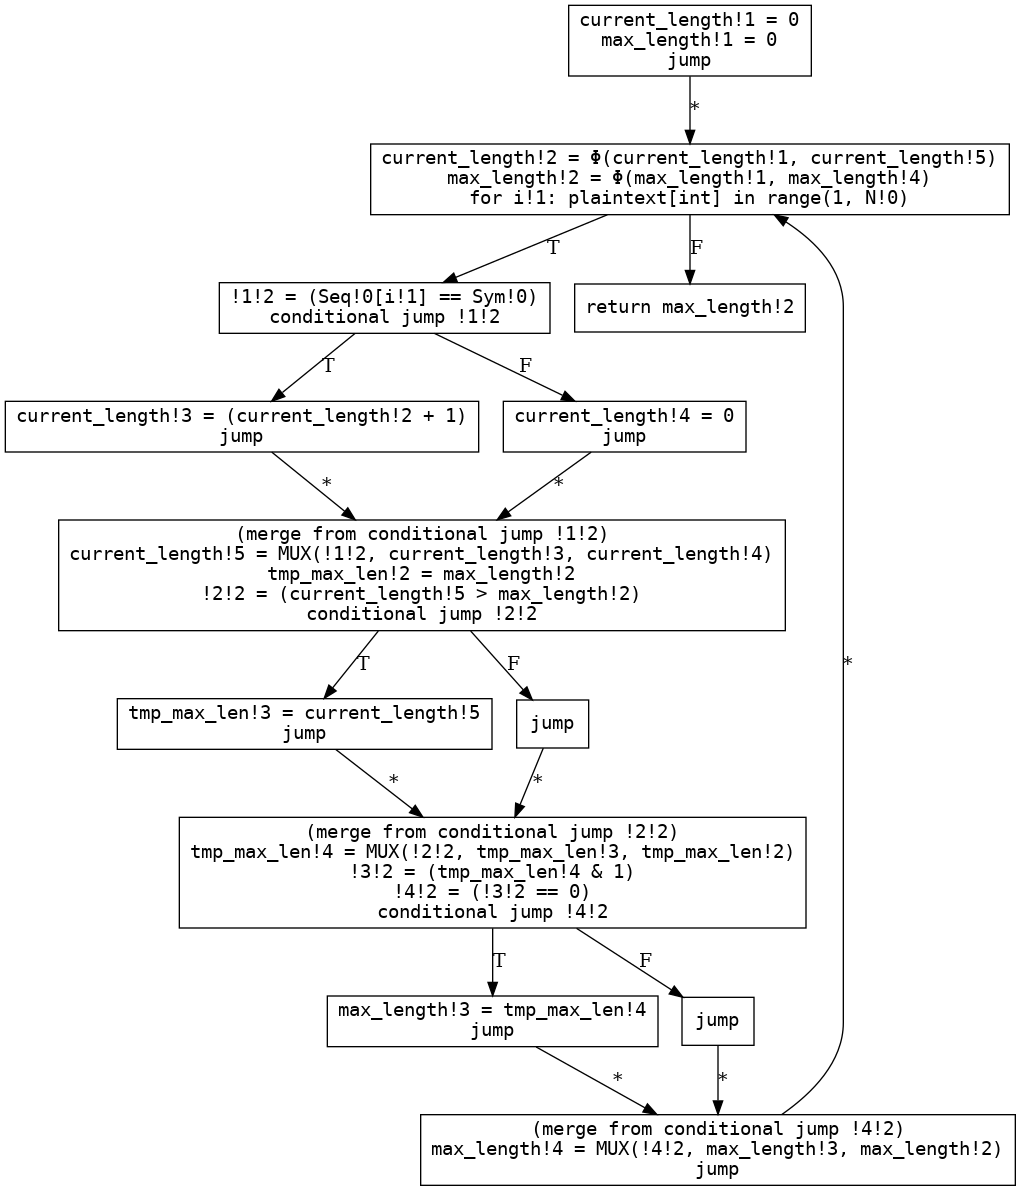 current_length!1 = 0
max_length!1 = 0
jump
*
current_length!2 = Φ(current_length!1, current_length!5)
max_length!2 = Φ(max_length!1, max_length!4)
for i!1: plaintext[int] in range(1, N!0)
T
F
!1!2 = (Seq!0[i!1] == Sym!0)
conditional jump !1!2
return max_length!2
T
F
current_length!3 = (current_length!2 + 1)
jump
current_length!4 = 0
jump
*
*
(merge from conditional jump !1!2)
current_length!5 = MUX(!1!2, current_length!3, current_length!4)
tmp_max_len!2 = max_length!2
!2!2 = (current_length!5 > max_length!2)
conditional jump !2!2
T
F
*
tmp_max_len!3 = current_length!5
jump
jump
*
*
(merge from conditional jump !2!2)
tmp_max_len!4 = MUX(!2!2, tmp_max_len!3, tmp_max_len!2)
!3!2 = (tmp_max_len!4 & 1)
!4!2 = (!3!2 == 0)
conditional jump !4!2
T
F
max_length!3 = tmp_max_len!4
jump
jump
*
*
(merge from conditional jump !4!2)
max_length!4 = MUX(!4!2, max_length!3, max_length!2)
jump